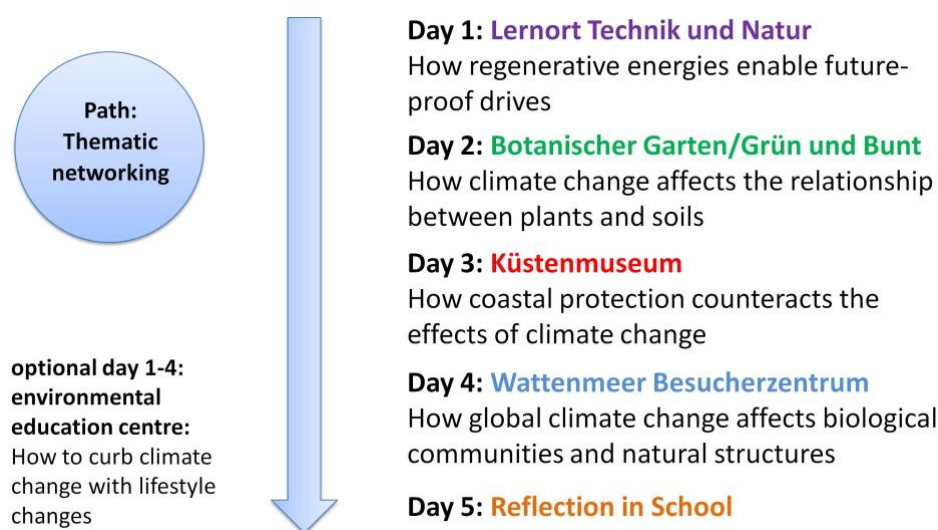 Path:
Thematic
networking
optional day 1-4:
environmental
education centre:
How to curb climate
change with lifestyle
changes
Day 1: Lernort Technik und Natur
How regenerative energies enable future-
proof drives
Day 2: Botanischer Garten/Grün und Bunt
How climate change affects the relationship
between plants and soils
Day 3: Küstenmuseum
How coastal protection counteracts the
effects of climate change
Day 4: Wattenmeer Besucherzentrum
How global climate change affects biological
communities and natural structures
Day 5: Reflection in School